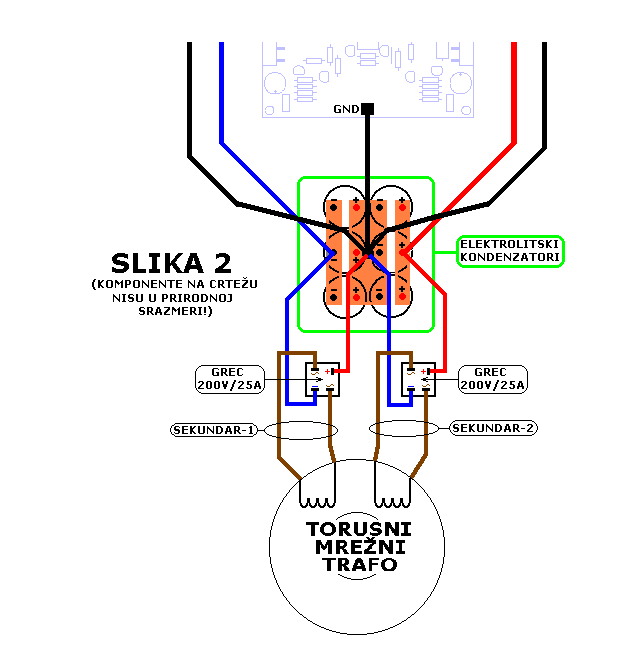 GND
ELEKTROLITSKI
KONDENZATORI
SLIKA 2
(KOMPONENTE NA CRTEŽU
NISU U PRIRODNOJ
SRAZMERI!)
GREC
200V/25A
GREC
200V/25A
SEKUNDAR-1
SEKUNDAR-2
TORUSNI
MREŽNI
TRAFO